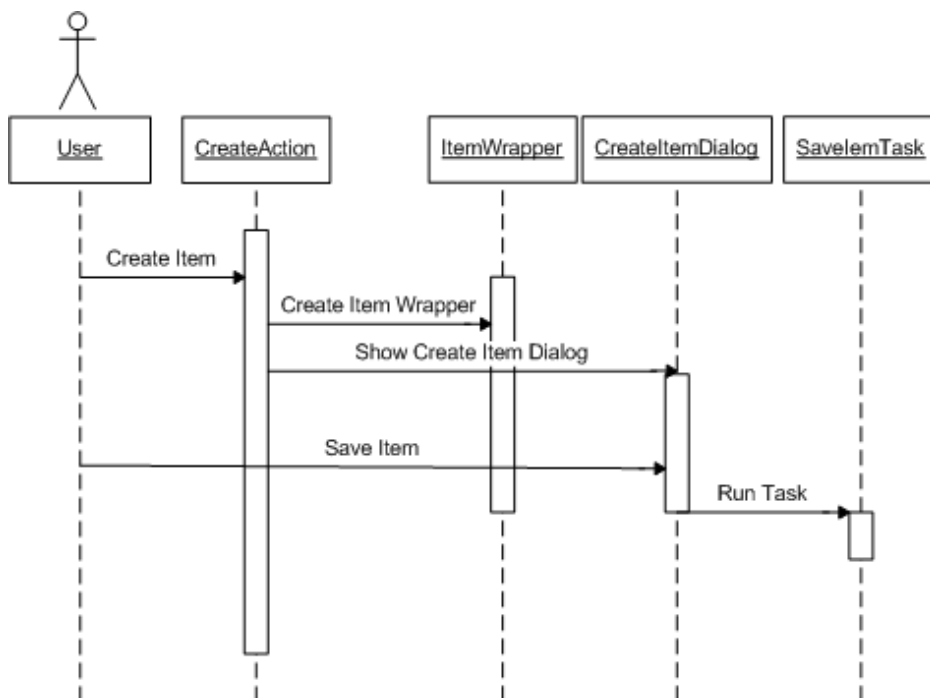 User
CreateAction
ItemWrapper
CreateItemDialog
SaveIemTask
Create Item
Create Item Wrapper
Show Create Item Dialog
Save Item
Run Task